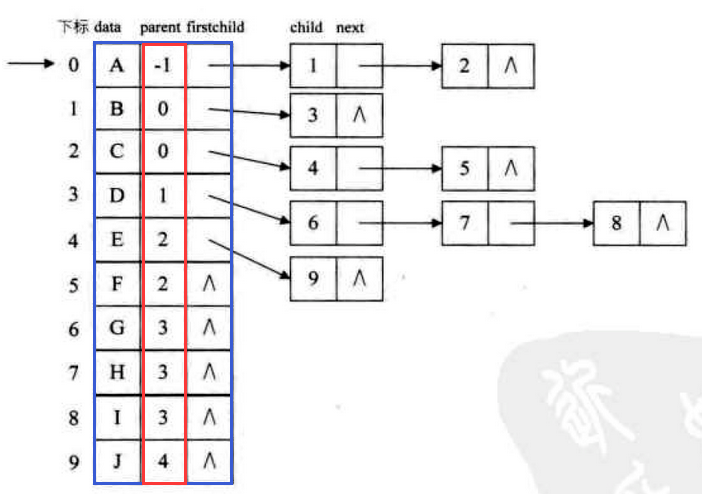 下标 data parent firstchild child next
0 A -1 1 2 Λ
1 B 0 3 Λ
2 C 0 4 5 Λ
3 D 1 6 7 8 Λ
4 E 2 9 Λ
5 F 2 Λ
6 G 3 Λ
7 H 3 Λ
8 I 3 Λ
9 J 4 Λ